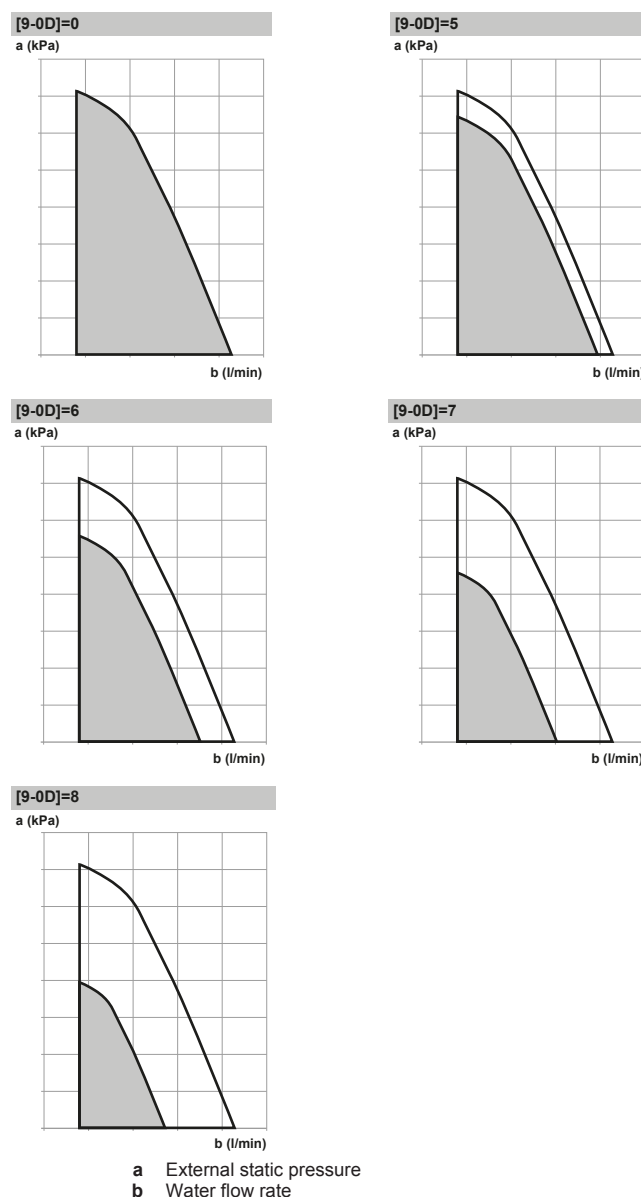 [9-0D]=0
a (kPa)
b (l/min)
[9-0D]=5
a (kPa)
b (l/min)
[9-0D]=6
a (kPa)
b (l/min)
[9-0D]=7
a (kPa)
b (l/min)
[9-0D]=8
a (kPa)
b (l/min)
a External static pressure
b Water flow rate